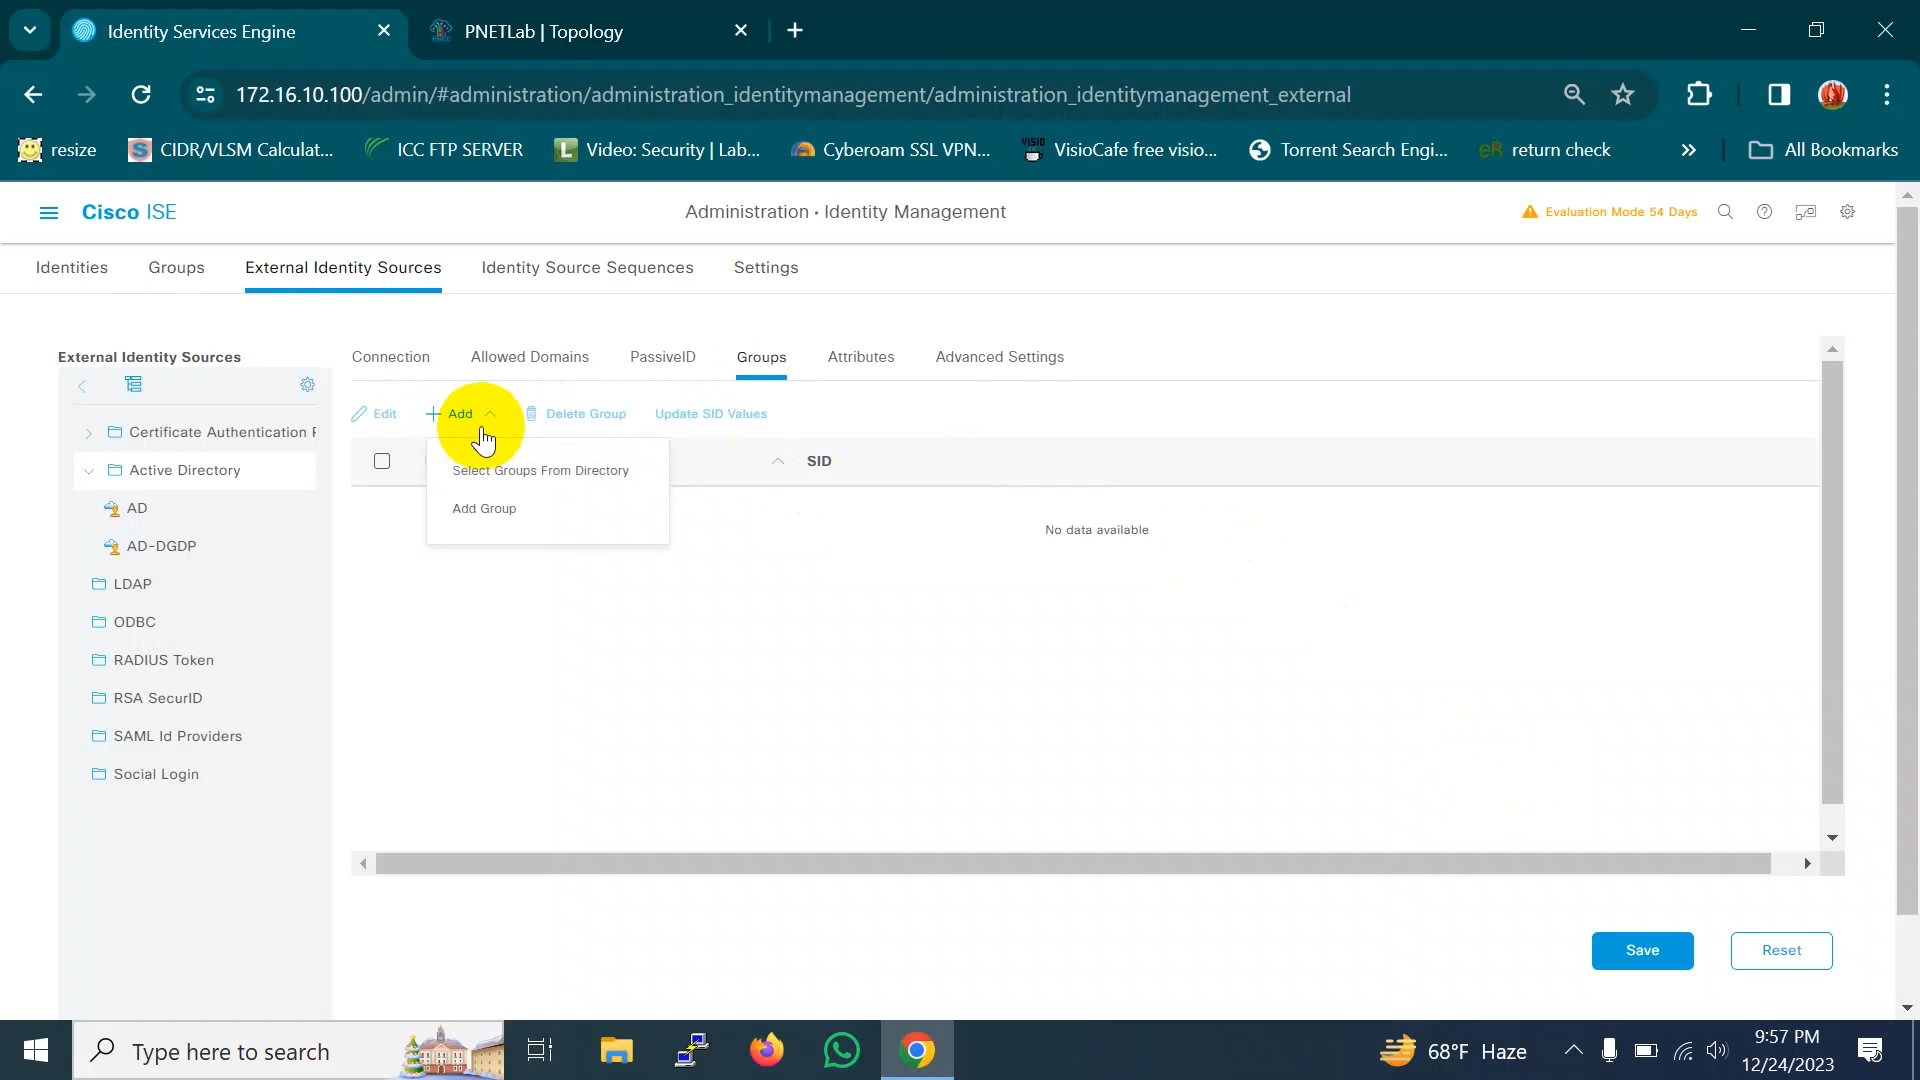 Identity Services Engine
PNETLab | Topology
172.16.10.100/admin/#administration/administration_identitymanagement/administration_identitymanagement_external
resize
CIDR/VLSM Calculat...
ICC FTP SERVER
Video: Security | Lab...
Cyberoam SSL VPN...
VisioCafe free visio...
Torrent Search Engi...
eR return check
All Bookmarks
Cisco ISE
Administration · Identity Management
Evaluation Mode 54 Days
Identities
Groups
External Identity Sources
Identity Source Sequences
Settings
External Identity Sources
Certificate Authentication
Active Directory
AD
AD-DGDP
LDAP
ODBC
RADIUS Token
RSA SecurID
SAML Id Providers
Social Login
Connection
Allowed Domains
PassiveID
Groups
Attributes
Advanced Settings
Edit
Add
Delete Group
Update SID Values
Select Groups From Directory
Add Group
SID
No data available
Save
Reset
Type here to search
68°F Haze
9:57 PM
12/24/2023